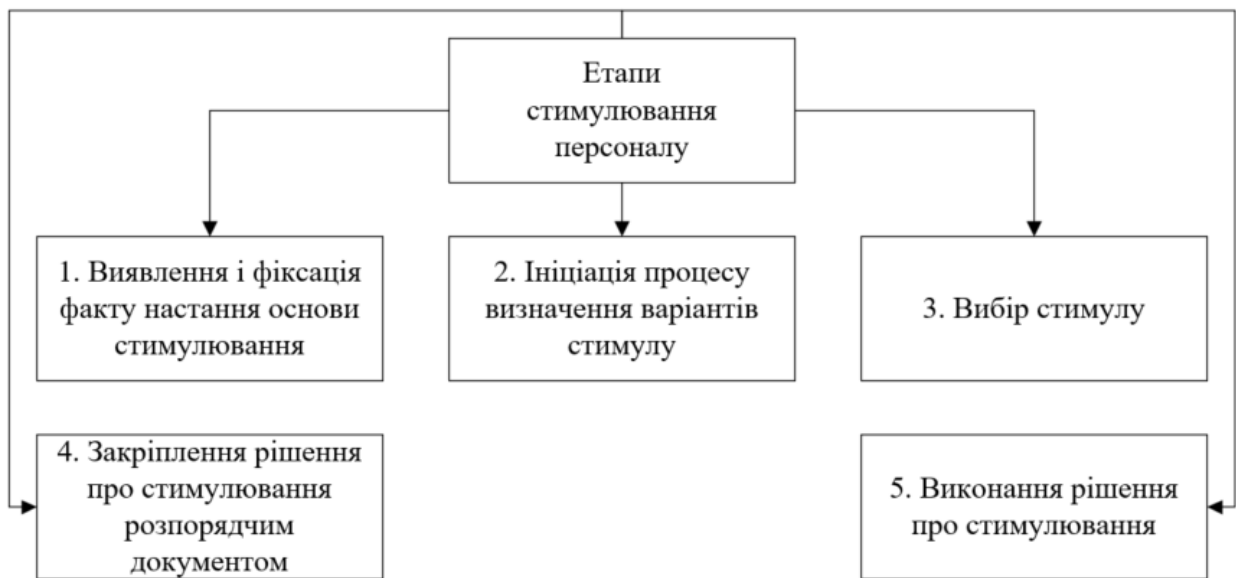 Етапи
стимулювання
персоналу
1. Виявлення і фіксація
факту настання основи
стимулювання
2. Ініціація процесу
визначення варіантів
стимулу
3. Вибір стимулу
4. Закріплення рішення
про стимулювання
розпорядчим
документом
5. Виконання рішення
про стимулювання